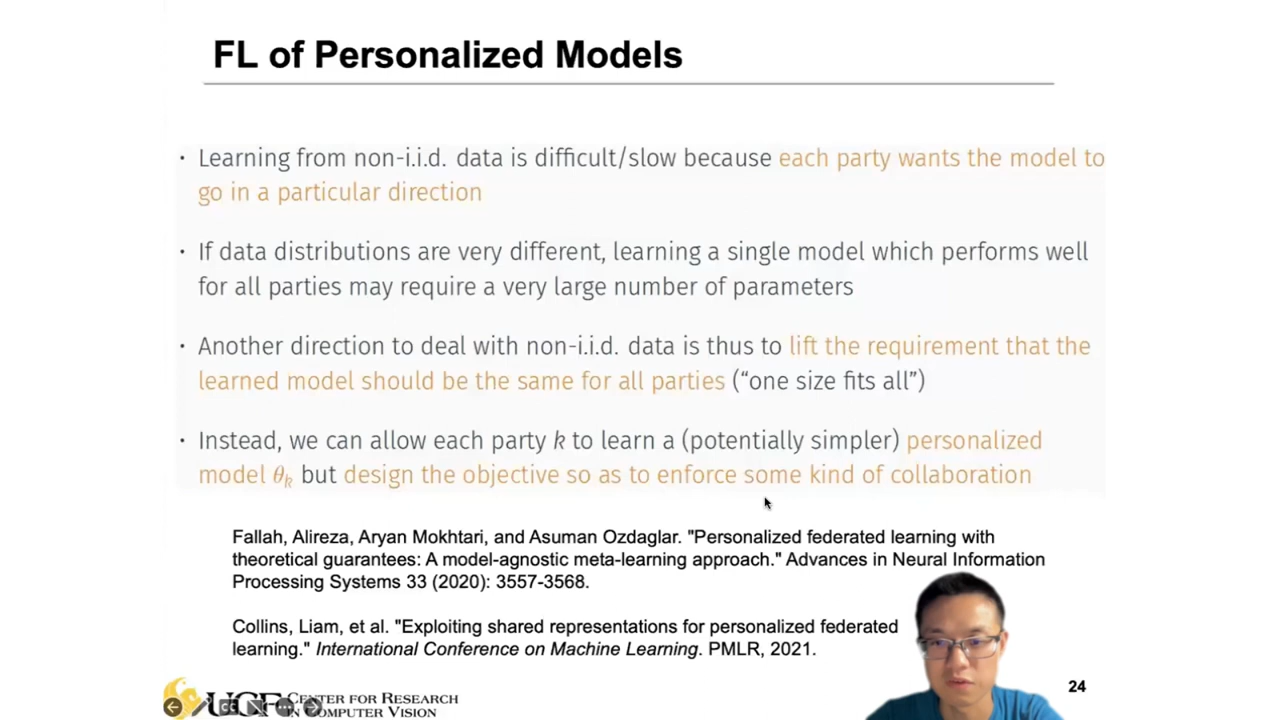 FL of Personalized Models
• Learning from non-i.i.d. data is difficult/slow because each party wants the model to
go in a particular direction
• If data distributions are very different, learning a single model which performs well
for all parties may require a very large number of parameters
• Another direction to deal with non-i.i.d. data is thus to lift the requirement that the
learned model should be the same for all parties (“one size fits all”)
• Instead, we can allow each party k to learn a (potentially simpler) personalized
model θₖ but design the objective so as to enforce some kind of collaboration
Fallah, Alireza, Aryan Mokhtari, and Asuman Ozdaglar. "Personalized federated learning with
theoretical guarantees: A model-agnostic meta-learning approach." Advances in Neural Information
Processing Systems 33 (2020): 3557-3568.
Collins, Liam, et al. "Exploiting shared representations for personalized federated
learning." International Conference on Machine Learning. PMLR, 2021.
UCF CENTER FOR RESEARCH
IN COMPUTER VISION
24